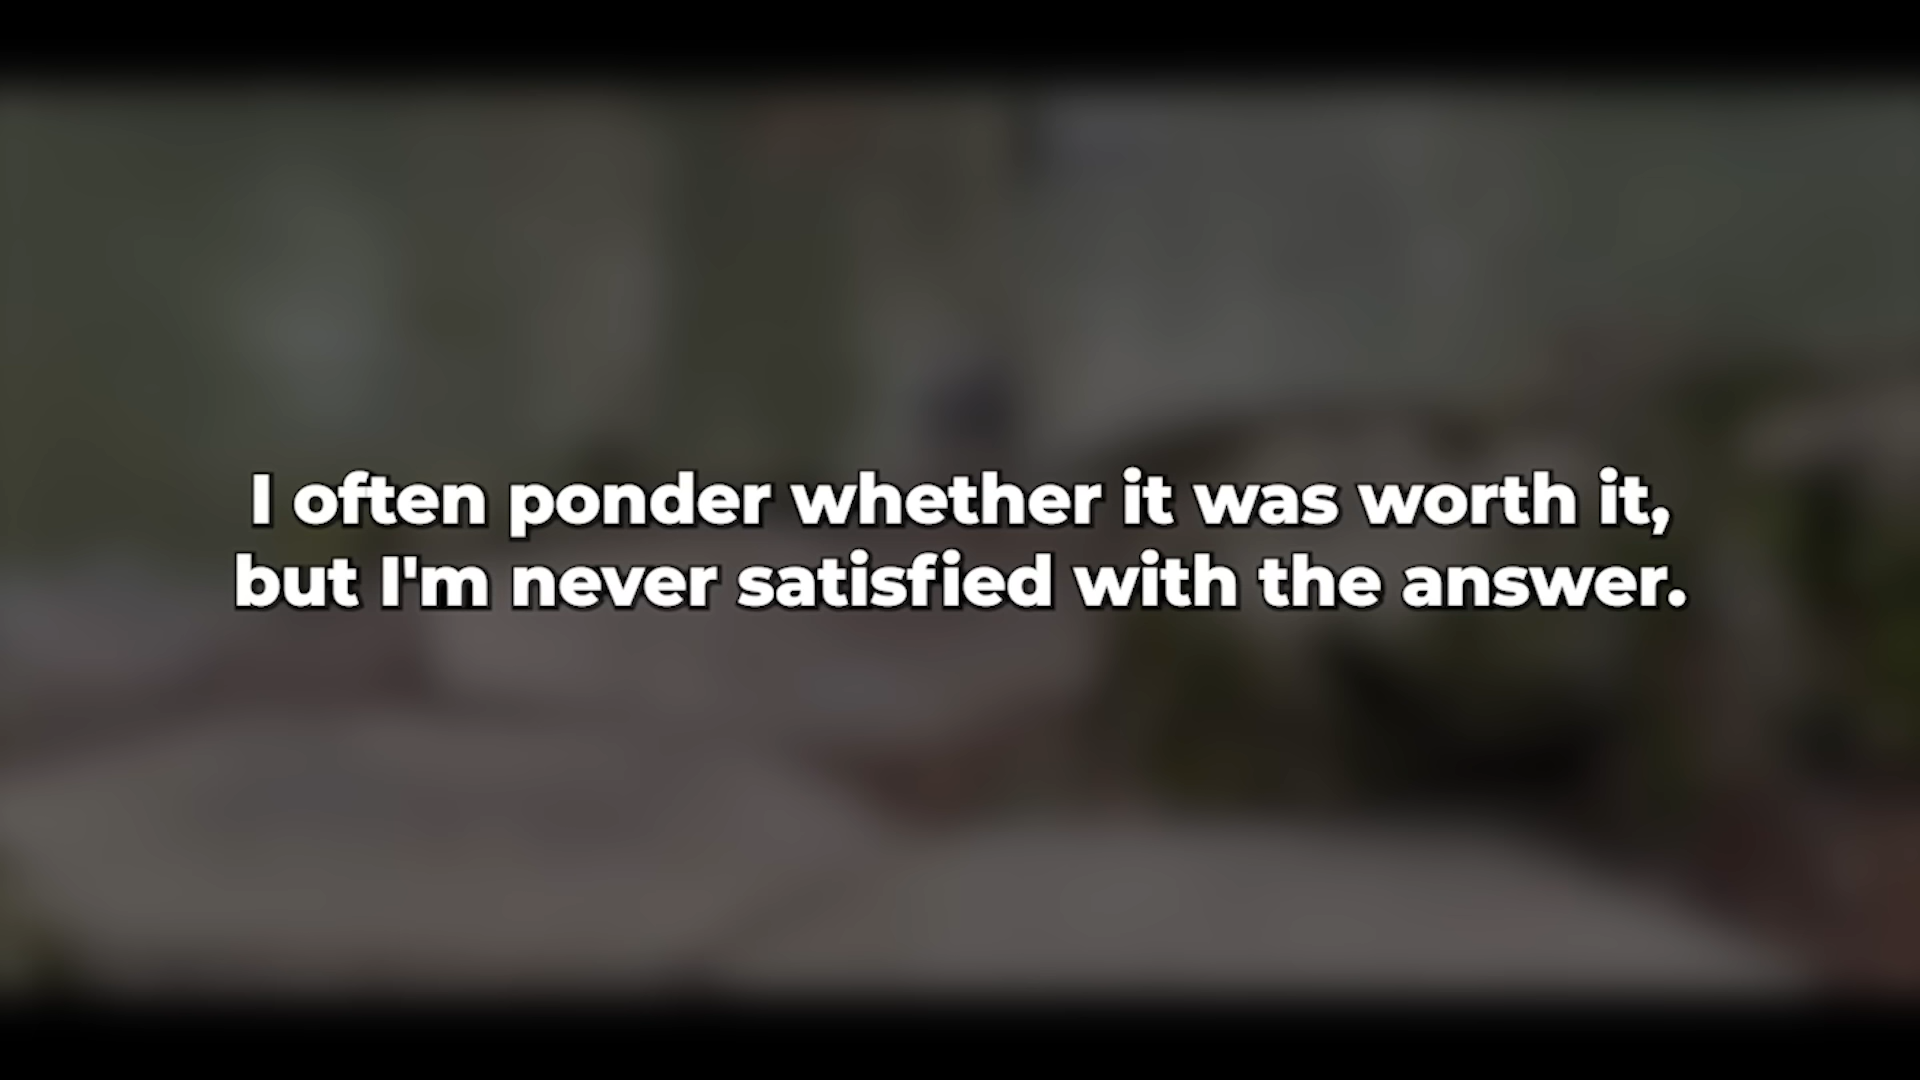 I often ponder whether it was worth it,
but I'm never satisfied with the answer.